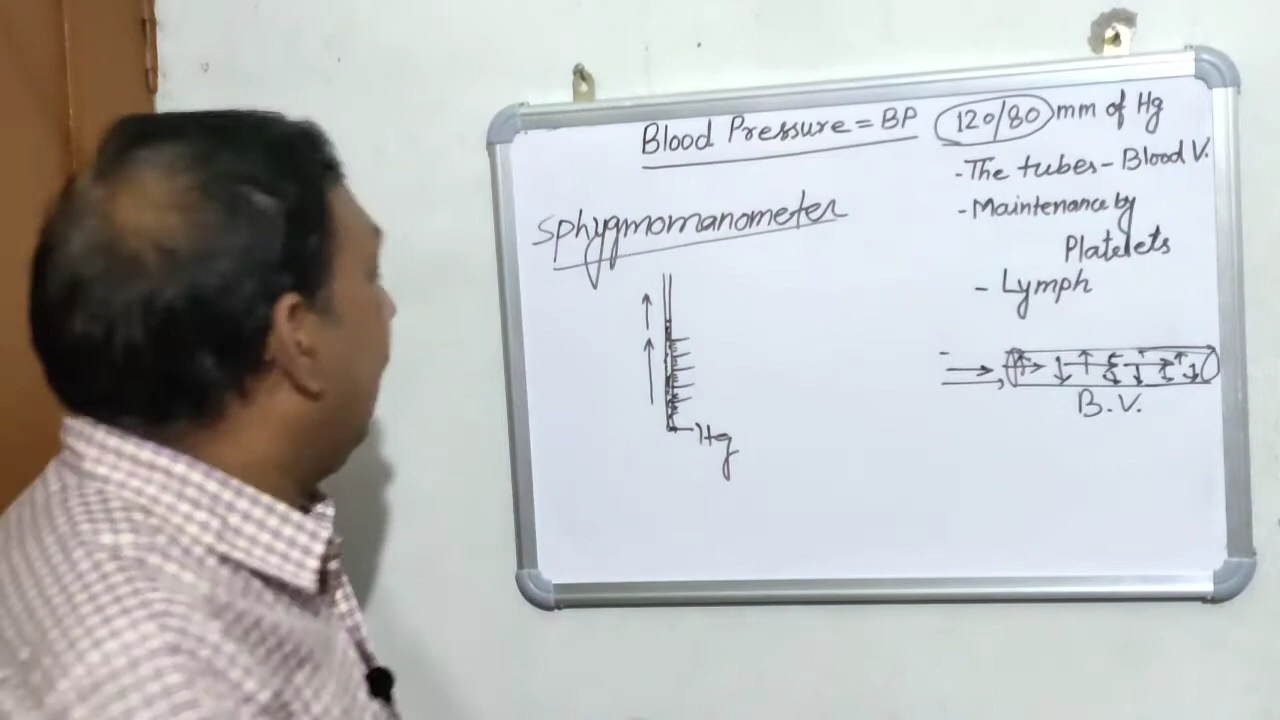 Blood Pressure = BP 120/80 mm of Hg
- The tubes - Blood V.
- Maintenance by
Platelets
- Lymph
Sphygmomanometer
Hg
B.V.